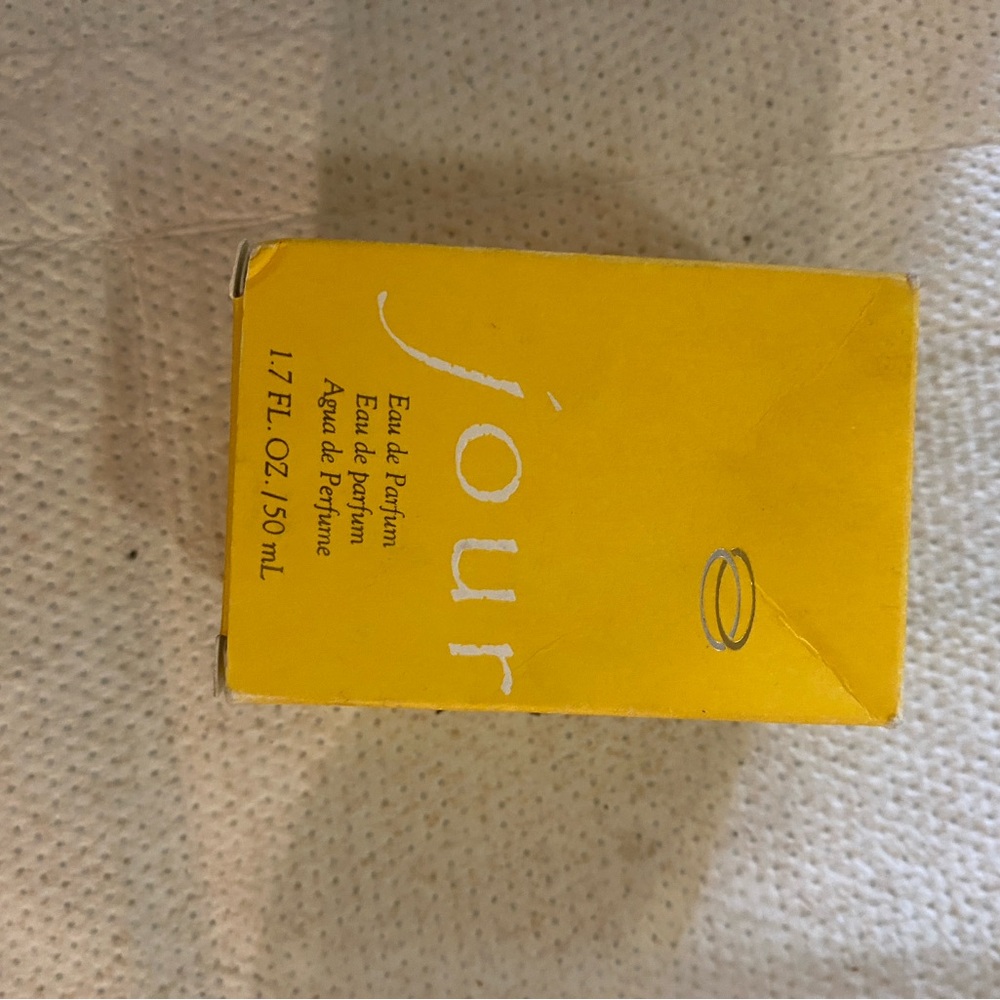 jour
Eau de Parfum
Eau de parfum
Agua de Perfume
1.7 FL. OZ./50 mL